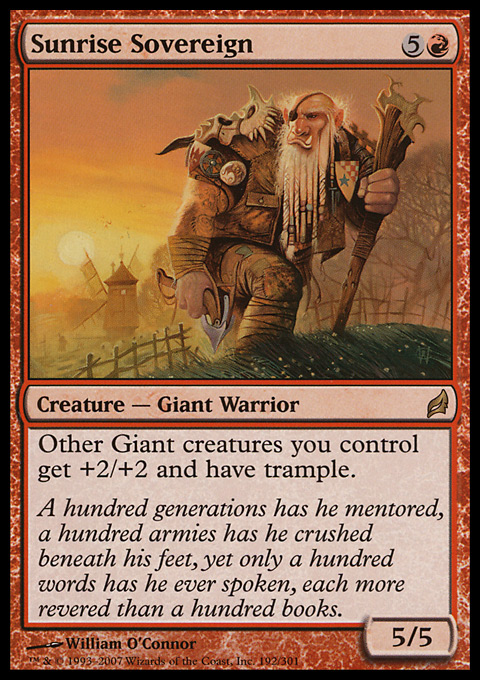 Sunrise Sovereign 5
Creature — Giant Warrior
Other Giant creatures you control
get +2/+2 and have trample.
A hundred generations has he mentored,
a hundred armies has he crushed
beneath his feet, yet only a hundred
words has he ever spoken, each more
revered than a hundred books.
William O'Connor
5/5
™ & © 1993-2007 Wizards of the Coast, Inc. 192/301